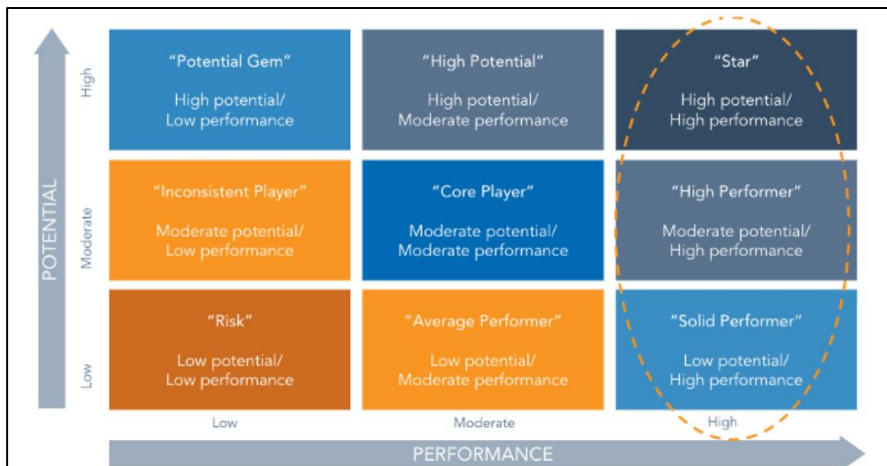 POTENTIAL
High
Moderate
Low
“Potential Gem”
High potential/
Low performance
“High Potential”
High potential/
Moderate performance
“Star”
High potential/
High performance
“Inconsistent Player”
Moderate potential/
Low performance
“Core Player”
Moderate potential/
Moderate performance
“High Performer”
Moderate potential/
High performance
“Risk”
Low potential/
Low performance
“Average Performer”
Low potential/
Moderate performance
“Solid Performer”
Low potential/
High performance
Low
Moderate
High
PERFORMANCE